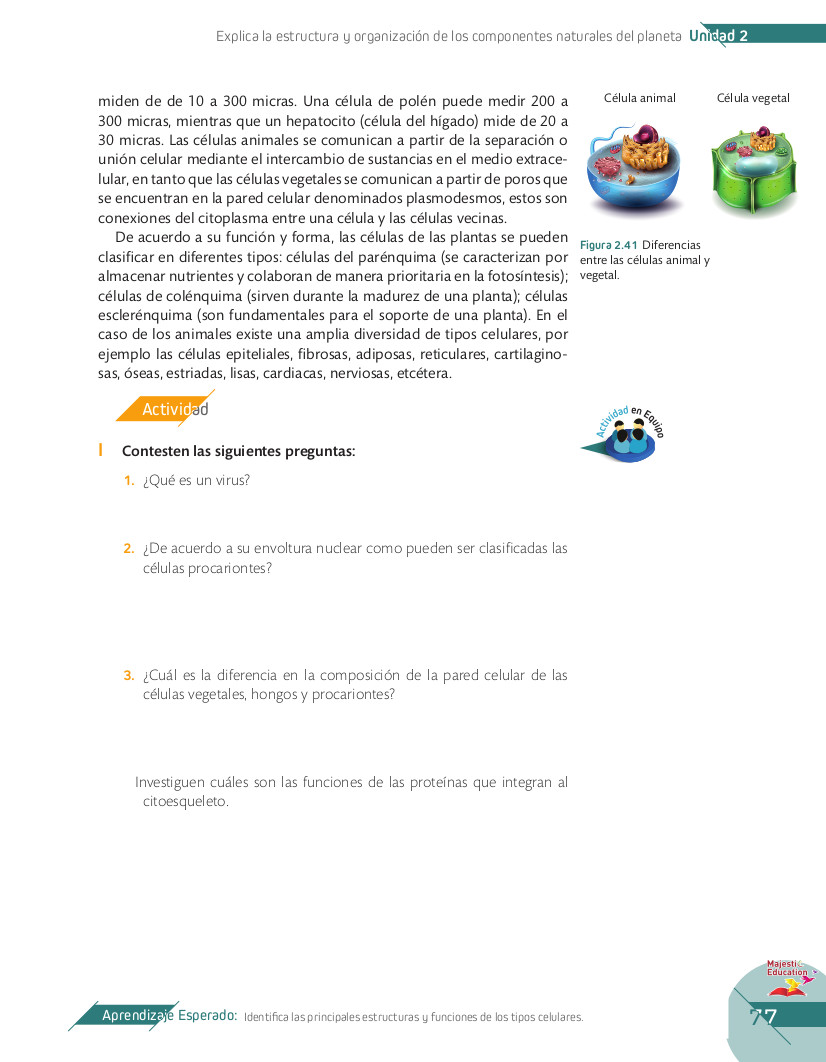 Explica la estructura y organización de los componentes naturales del planeta Unidad 2
miden de de 10 a 300 micras. Una célula de polén puede medir 200 a
300 micras, mientras que un hepatocito (célula del hígado) mide de 20 a
30 micras. Las células animales se comunican a partir de la separación o
unión celular mediante el intercambio de sustancias en el medio extrace-
lular, en tanto que las células vegetales se comunican a partir de poros que
se encuentran en la pared celular denominados plasmodesmos, estos son
conexiones del citoplasma entre una célula y las células vecinas.
De acuerdo a su función y forma, las células de las plantas se pueden
clasificar en diferentes tipos: células del parénquima (se caracterizan por
almacenar nutrientes y colaboran de manera prioritaria en la fotosíntesis);
células de colénquima (sirven durante la madurez de una planta); células
esclerénquima (son fundamentales para el soporte de una planta). En el
caso de los animales existe una amplia diversidad de tipos celulares, por
ejemplo las células epiteliales, fibrosas, adiposas, reticulares, cartilagino-
sas, óseas, estriadas, lisas, cardiacas, nerviosas, etcétera.
Célula animal
Célula vegetal
Figura 2.41 Diferencias
entre las células animal y
vegetal.
Actividad
Actividad en Equipo
I Contesten las siguientes preguntas:
1. ¿Qué es un virus?
2. ¿De acuerdo a su envoltura nuclear como pueden ser clasificadas las
células procariontes?
3. ¿Cuál es la diferencia en la composición de la pared celular de las
células vegetales, hongos y procariontes?
Investiguen cuáles son las funciones de las proteínas que integran al
citoesqueleto.
Majestic
Education
Aprendizaje Esperado: Identifica las principales estructuras y funciones de los tipos celulares.
77